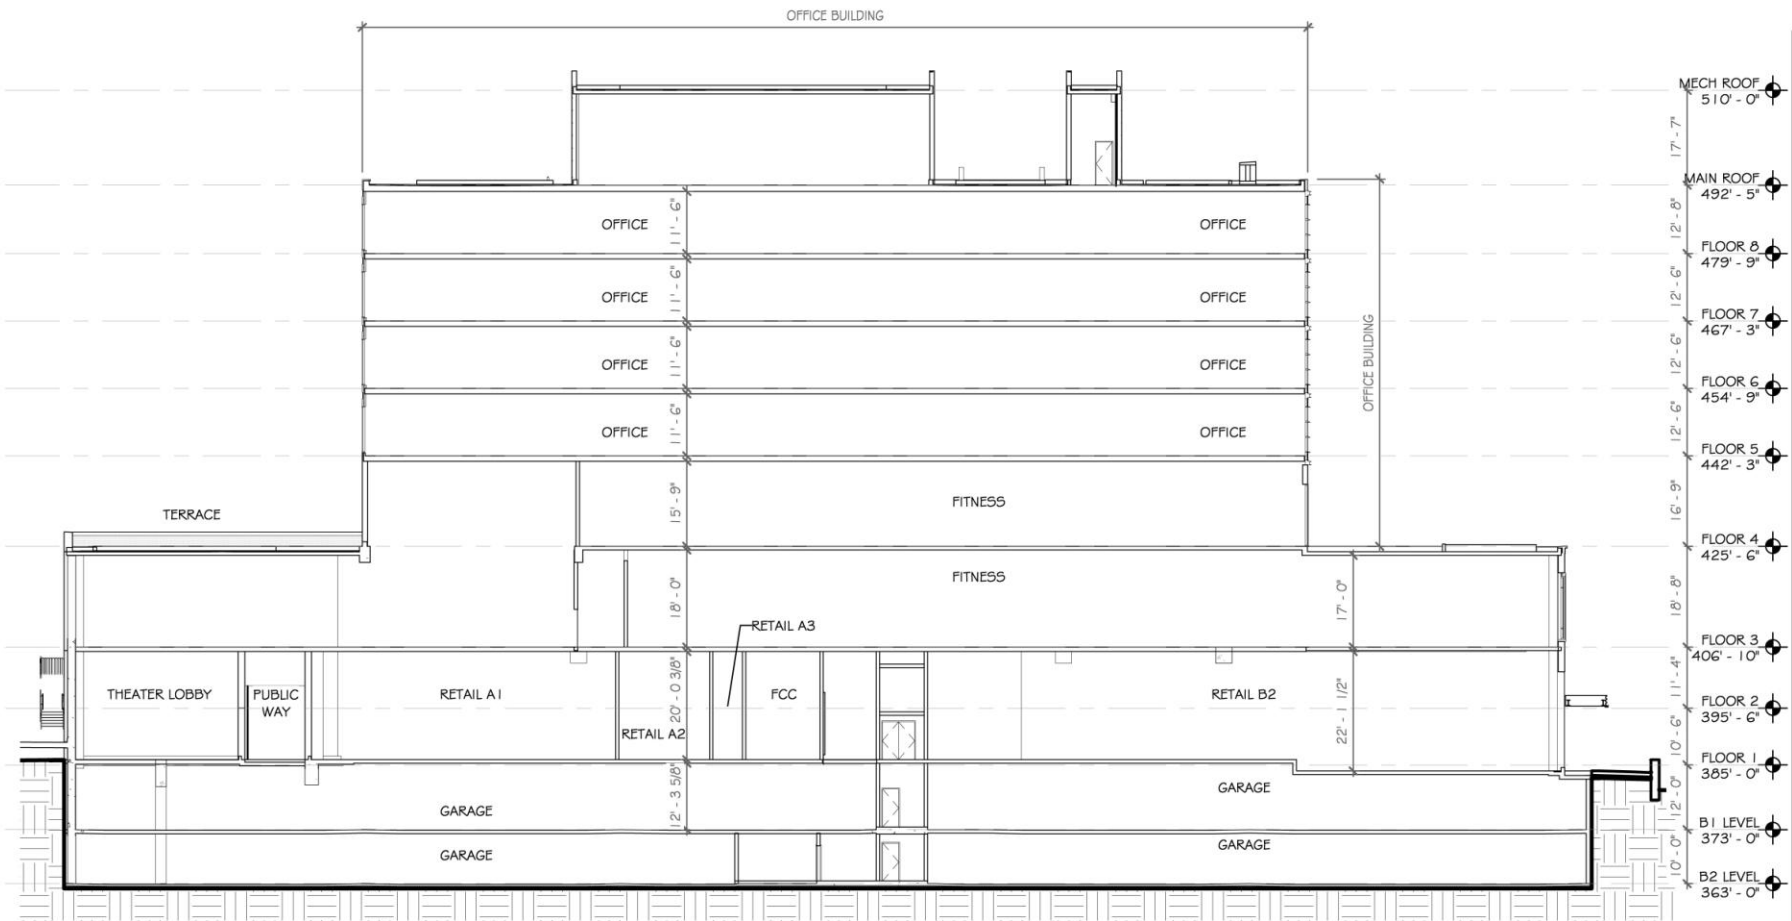 OFFICE BUILDING
MECH ROOF
510' - 0"
17' - 7"
MAIN ROOF
492' - 5"
OFFICE
11' - 6"
OFFICE
12' - 8"
FLOOR 8
479' - 9"
OFFICE
11' - 6"
OFFICE
12' - 6"
FLOOR 7
467' - 3"
OFFICE
11' - 6"
OFFICE
OFFICE BUILDING
12' - 6"
FLOOR 6
454' - 9"
OFFICE
11' - 6"
OFFICE
12' - 6"
FLOOR 5
442' - 3"
TERRACE
15' - 9"
FITNESS
16' - 9"
FLOOR 4
425' - 6"
FITNESS
18' - 0"
17' - 0"
18' - 8"
RETAIL A3
FLOOR 3
406' - 10"
THEATER LOBBY
PUBLIC
WAY
RETAIL A1
RETAIL A2
20' - 0 3/8"
FCC
RETAIL B2
22' - 1 1/2"
11' - 4"
FLOOR 2
395' - 6"
10' - 6"
FLOOR 1
385' - 0"
GARAGE
12' - 3 5/8"
GARAGE
12' - 0"
B1 LEVEL
373' - 0"
GARAGE
GARAGE
10' - 0"
B2 LEVEL
363' - 0"